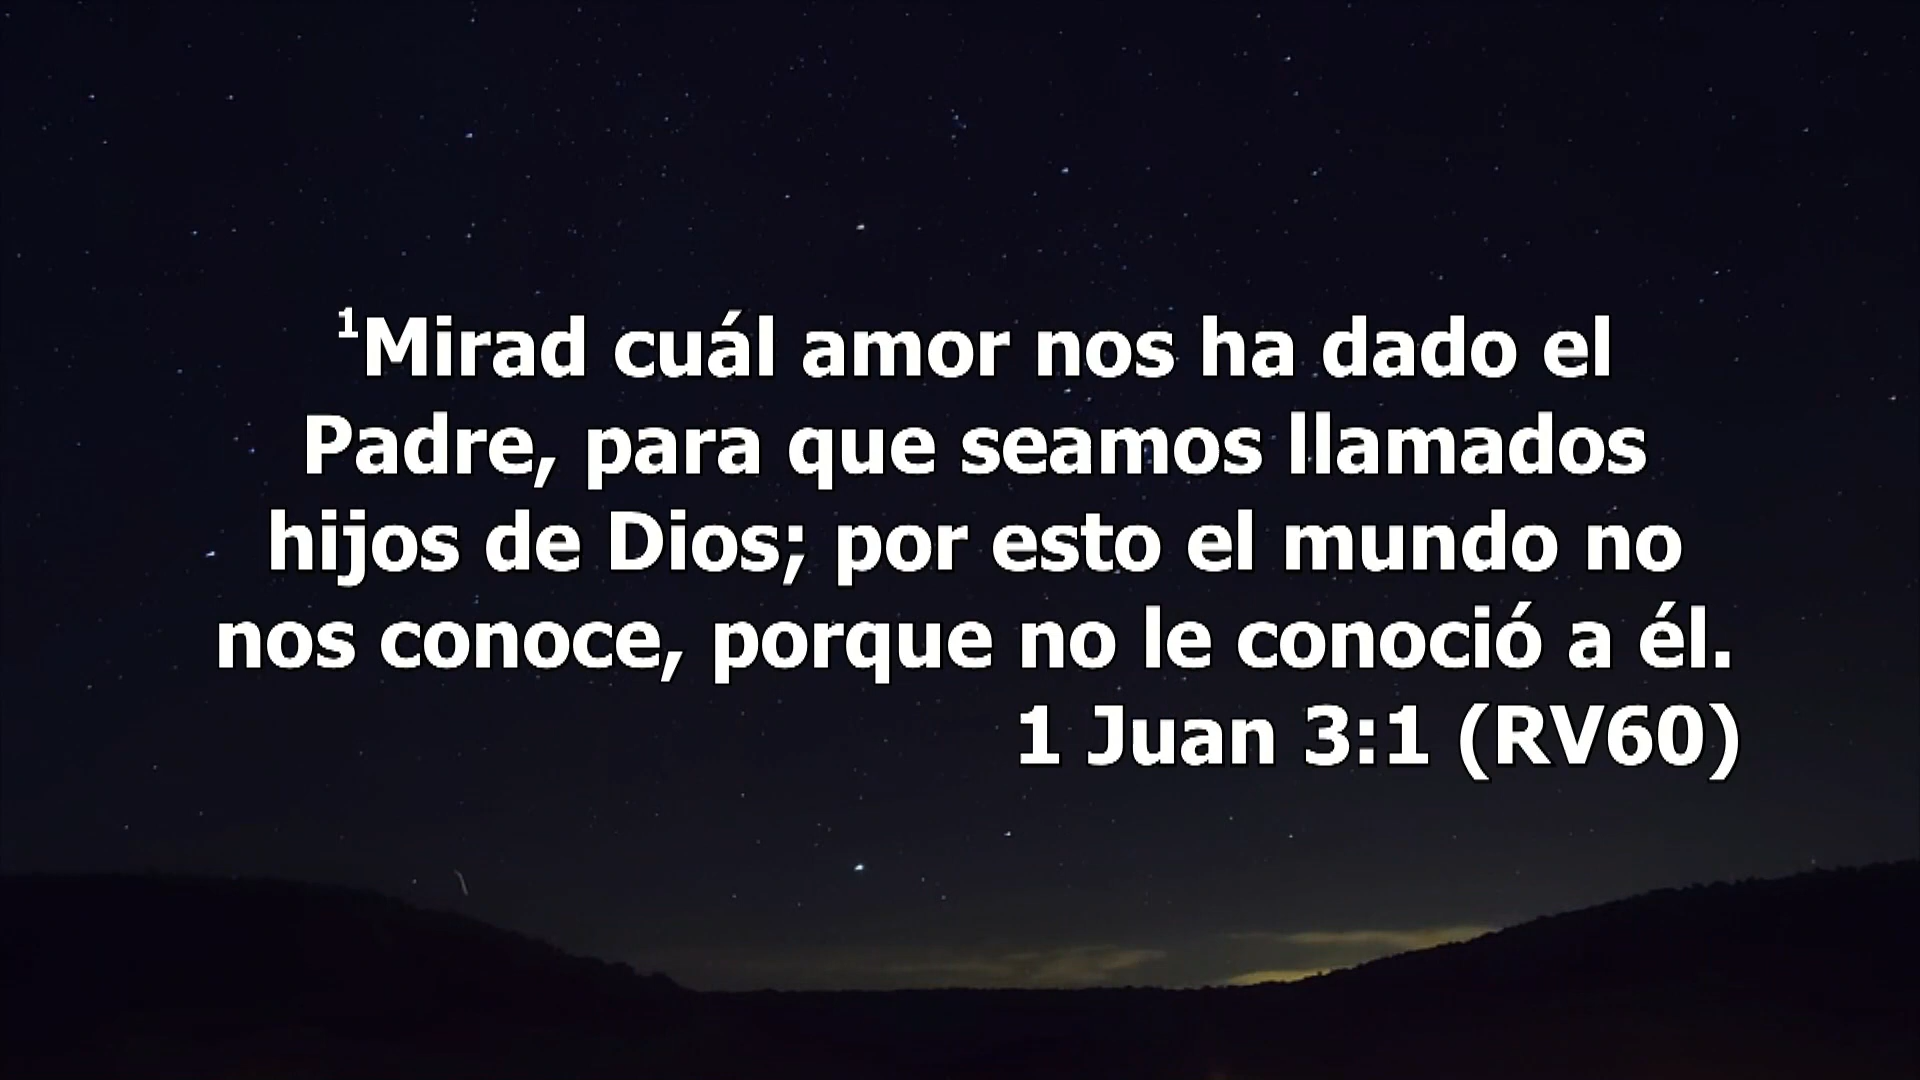 ¹Mirad cuál amor nos ha dado el
Padre, para que seamos llamados
hijos de Dios; por esto el mundo no
nos conoce, porque no le conoció a él.
1 Juan 3:1 (RV60)